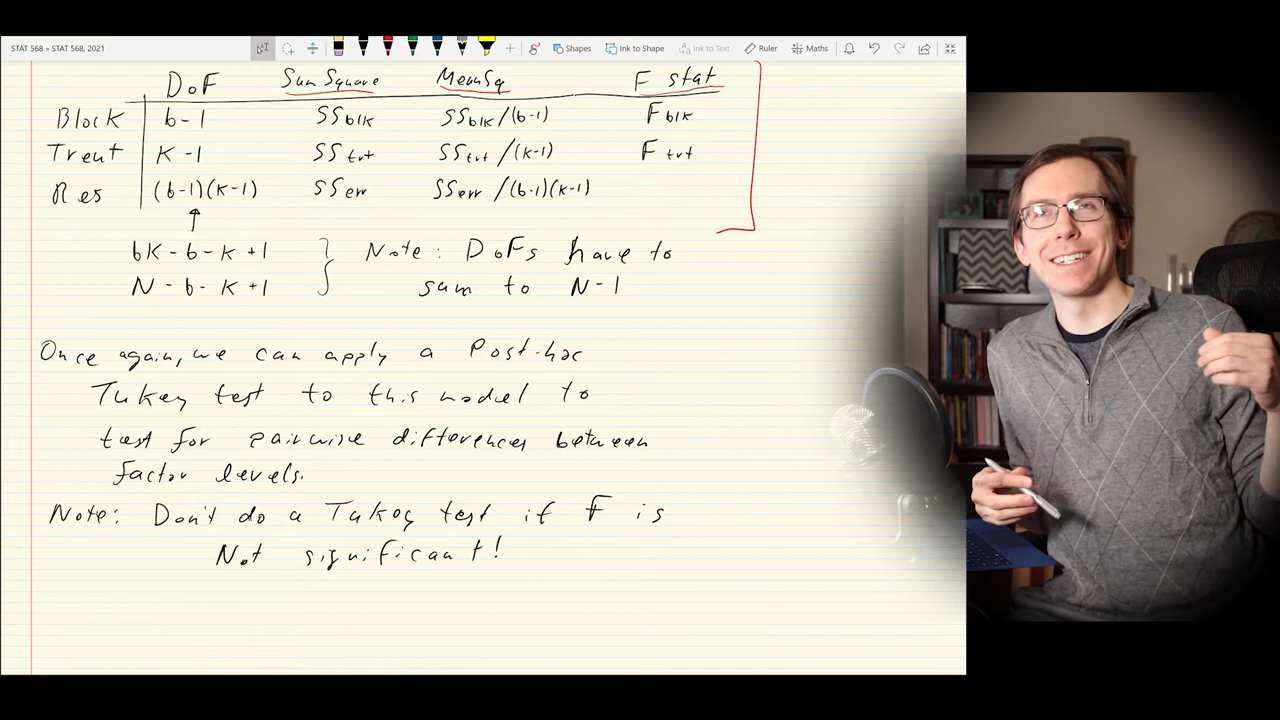 STAT 568 » STAT 568, 2021
Shapes Ink to Shape Ink to Text Ruler Maths
DoF Sum Square MeanSq F stat
Block b-1 SSblk SSblk/(b-1) Fblk
Treat K-1 SStrt SStrt/(K-1) Ftrt
Res (b-1)(K-1) SSerr SSerr/(b-1)(K-1)
bK-b-K+1 Note: DoFs have to
N-b-K+1 sum to N-1
Once again, we can apply a Post-hoc
Tukey test to this model to
test for pairwise differences between
factor levels.
Note: Don't do a Tukey test if F is
Not significant!